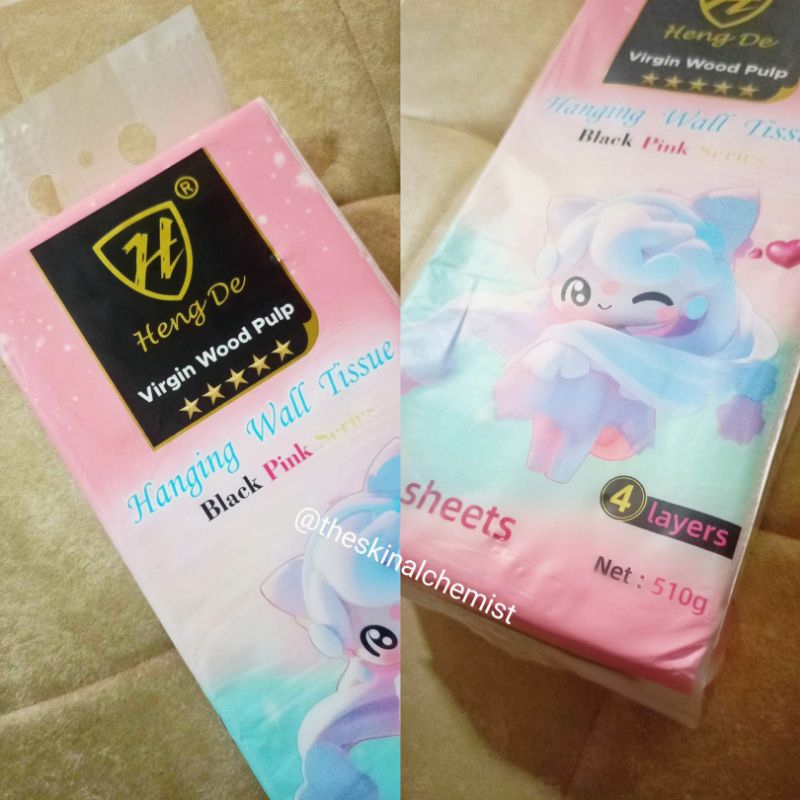 ®
H
Heng De
Virgin Wood Pulp
Hanging Wall Tissue
Black Pink Series
@theskinalchemist
Heng De
Virgin Wood Pulp
Hanging Wall
Black Pink Series
sheets
4 layers
Net : 510g